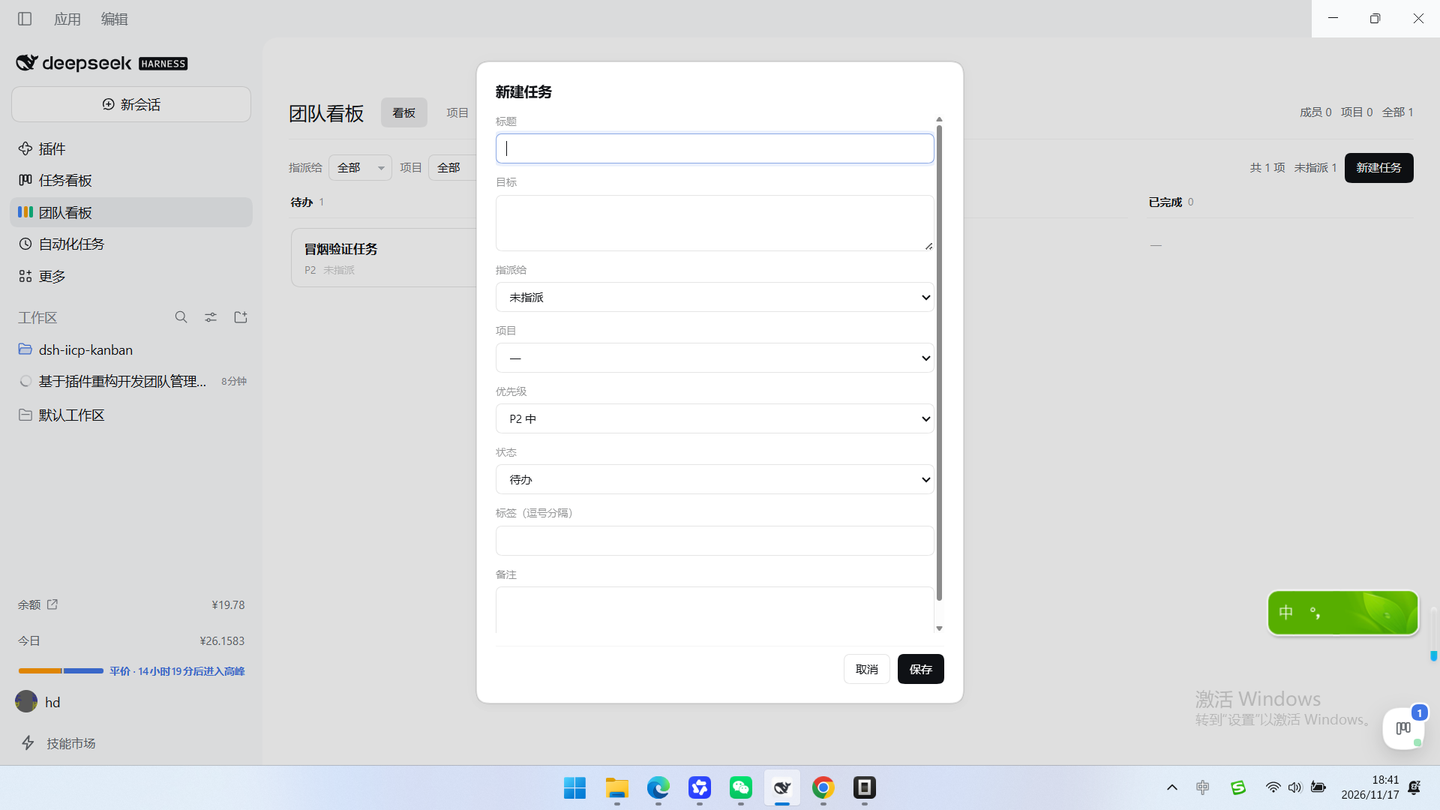 应用 编辑
deepseek HARNESS
新会话
插件
任务看板
团队看板
自动化任务
更多
工作区
dsh-iicp-kanban
基于插件重构开发团队管理... 8分钟
默认工作区
余额 ¥19.78
今日 ¥26.1583
平价 · 14小时19分后进入高峰
hd
技能市场
团队看板 看板 项目
成员 0 项目 0 全部 1
指派给 全部 项目 全部
共 1 项 未指派 1 新建任务
待办 1
已完成 0
冒烟验证任务
P2 未指派
—
新建任务
标题
目标
指派给
未指派
项目
—
优先级
P2 中
状态
待办
标签（逗号分隔）
备注
取消 保存
中 °，
激活 Windows
转到“设置”以激活 Windows。
1
中
S
18:41
2026/11/17